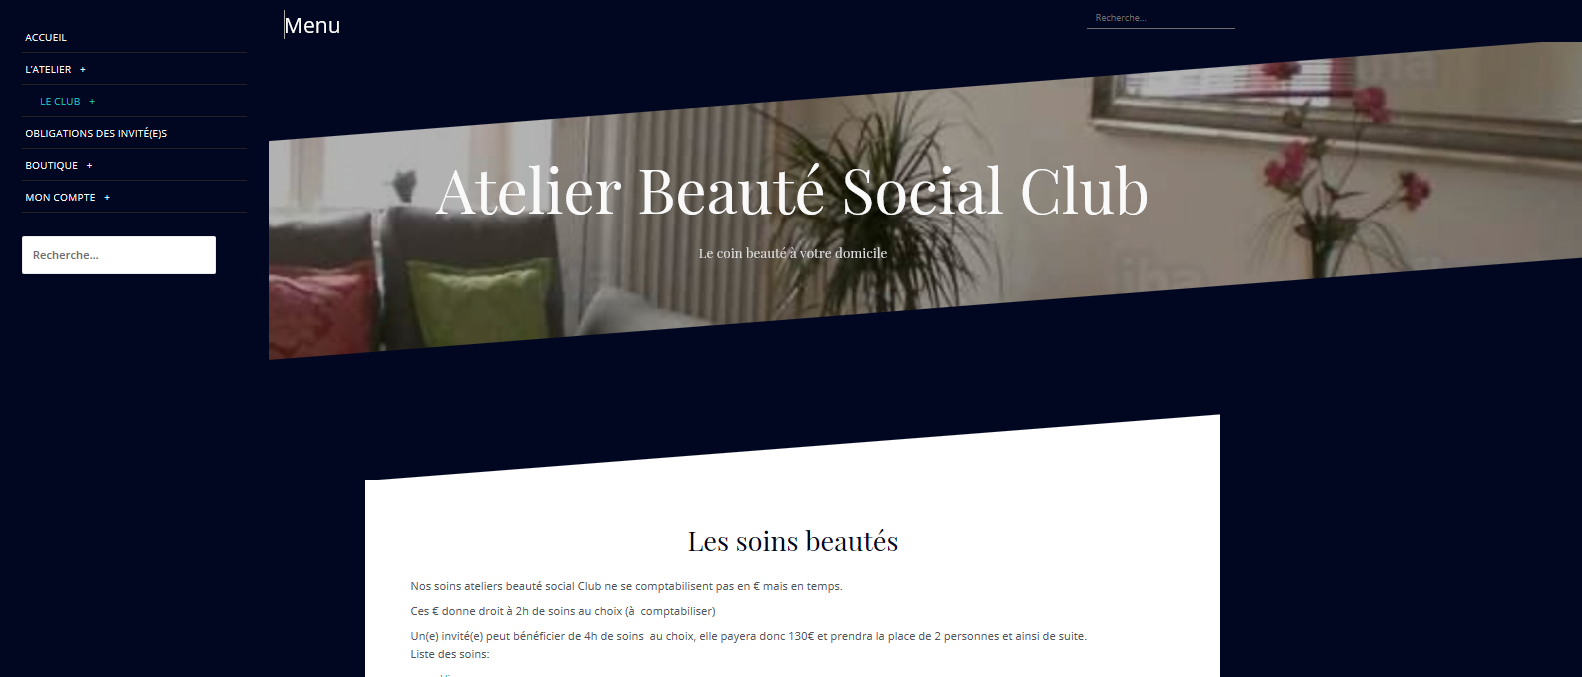 Menu
Recherche...
ACCUEIL
L'ATELIER +
LE CLUB +
OBLIGATIONS DES INVITÉ(E)S
BOUTIQUE +
MON COMPTE +
Recherche...
Atelier Beauté Social Club
Le coin beauté à votre domicile
iha
iha
Les soins beautés
Nos soins ateliers beauté social Club ne se comptabilisent pas en € mais en temps.
Ces € donne droit à 2h de soins au choix (à comptabiliser)
Un(e) invité(e) peut bénéficier de 4h de soins au choix, elle payera donc 130€ et prendra la place de 2 personnes et ainsi de suite.
Liste des soins: